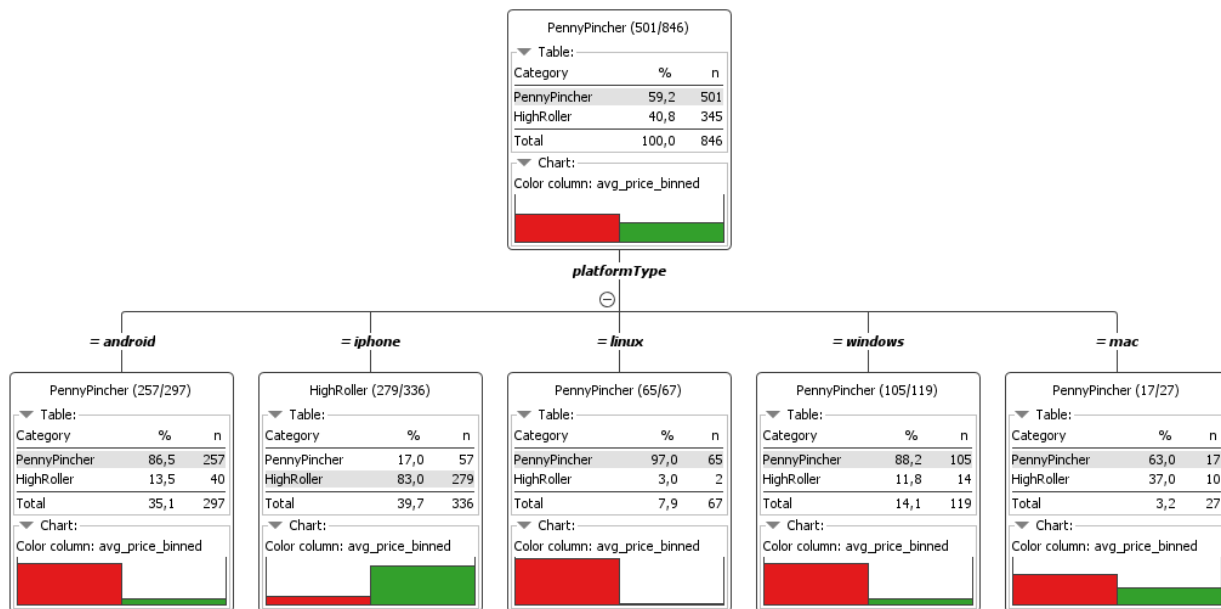 PennyPincher (501/846)
Table:
Category % n
PennyPincher 59,2 501
HighRoller 40,8 345
Total 100,0 846
Chart:
Color column: avg_price_binned
platformType
= android
= iphone
= linux
= windows
= mac
PennyPincher (257/297)
Table:
Category % n
PennyPincher 86,5 257
HighRoller 13,5 40
Total 35,1 297
Chart:
Color column: avg_price_binned
HighRoller (279/336)
Table:
Category % n
PennyPincher 17,0 57
HighRoller 83,0 279
Total 39,7 336
Chart:
Color column: avg_price_binned
PennyPincher (65/67)
Table:
Category % n
PennyPincher 97,0 65
HighRoller 3,0 2
Total 7,9 67
Chart:
Color column: avg_price_binned
PennyPincher (105/119)
Table:
Category % n
PennyPincher 88,2 105
HighRoller 11,8 14
Total 14,1 119
Chart:
Color column: avg_price_binned
PennyPincher (17/27)
Table:
Category % n
PennyPincher 63,0 17
HighRoller 37,0 10
Total 3,2 27
Chart:
Color column: avg_price_binned